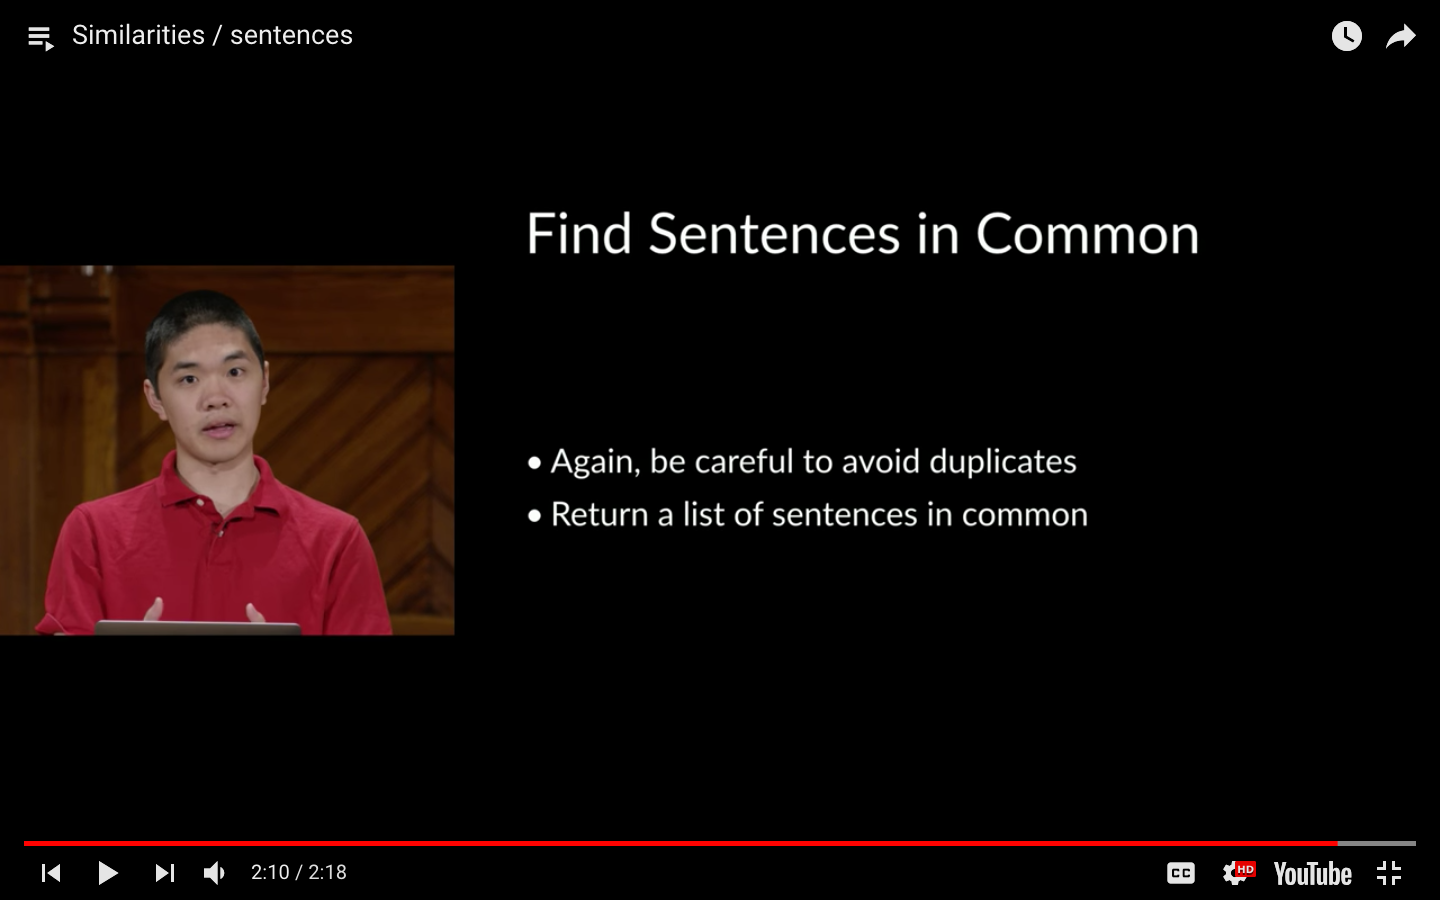 Similarities / sentences
Find Sentences in Common
• Again, be careful to avoid duplicates
• Return a list of sentences in common
2:10 / 2:18
CC
HD
YouTube